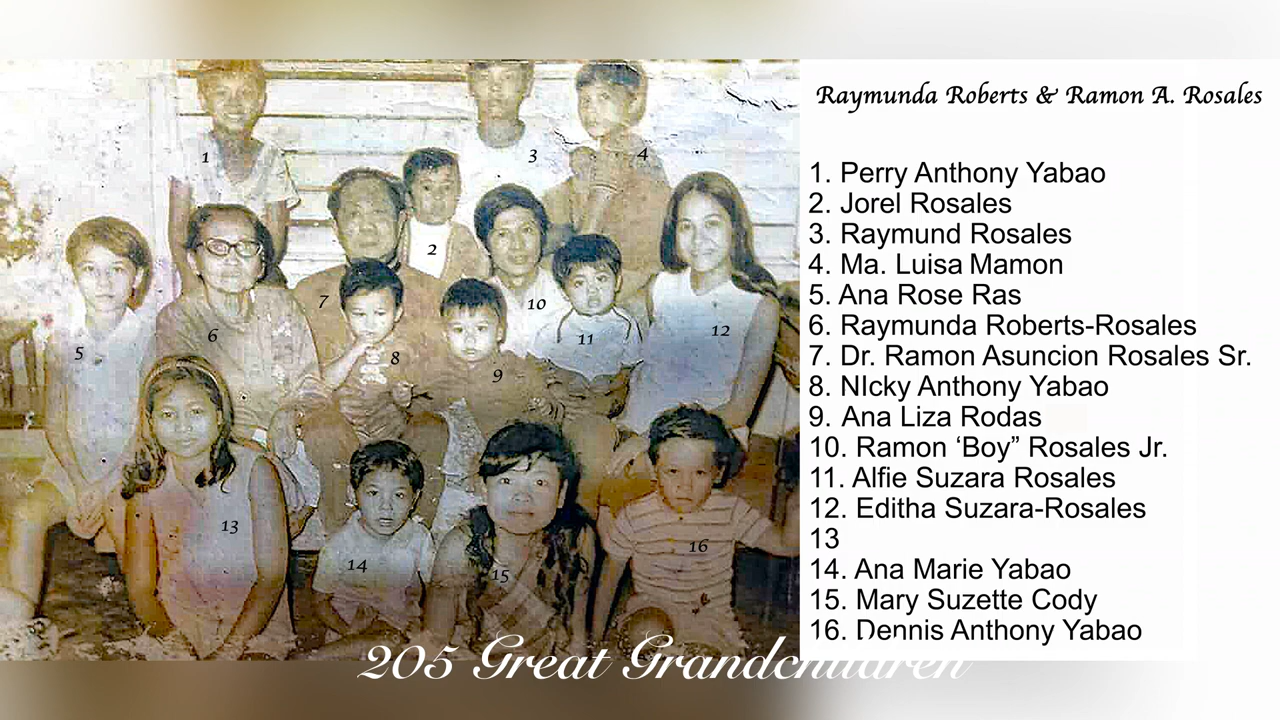 Raymunda Roberts & Ramon A. Rosales
1. Perry Anthony Yabao
2. Jorel Rosales
3. Raymund Rosales
4. Ma. Luisa Mamon
5. Ana Rose Ras
6. Raymunda Roberts-Rosales
7. Dr. Ramon Asuncion Rosales Sr.
8. NIcky Anthony Yabao
9. Ana Liza Rodas
10. Ramon ‘Boy” Rosales Jr.
11. Alfie Suzara Rosales
12. Editha Suzara-Rosales
13
14. Ana Marie Yabao
15. Mary Suzette Cody
16. Dennis Anthony Yabao
1
3
4
2
7
10
5
6
8
11
12
9
13
14
15
16
205 Great Grandchildren